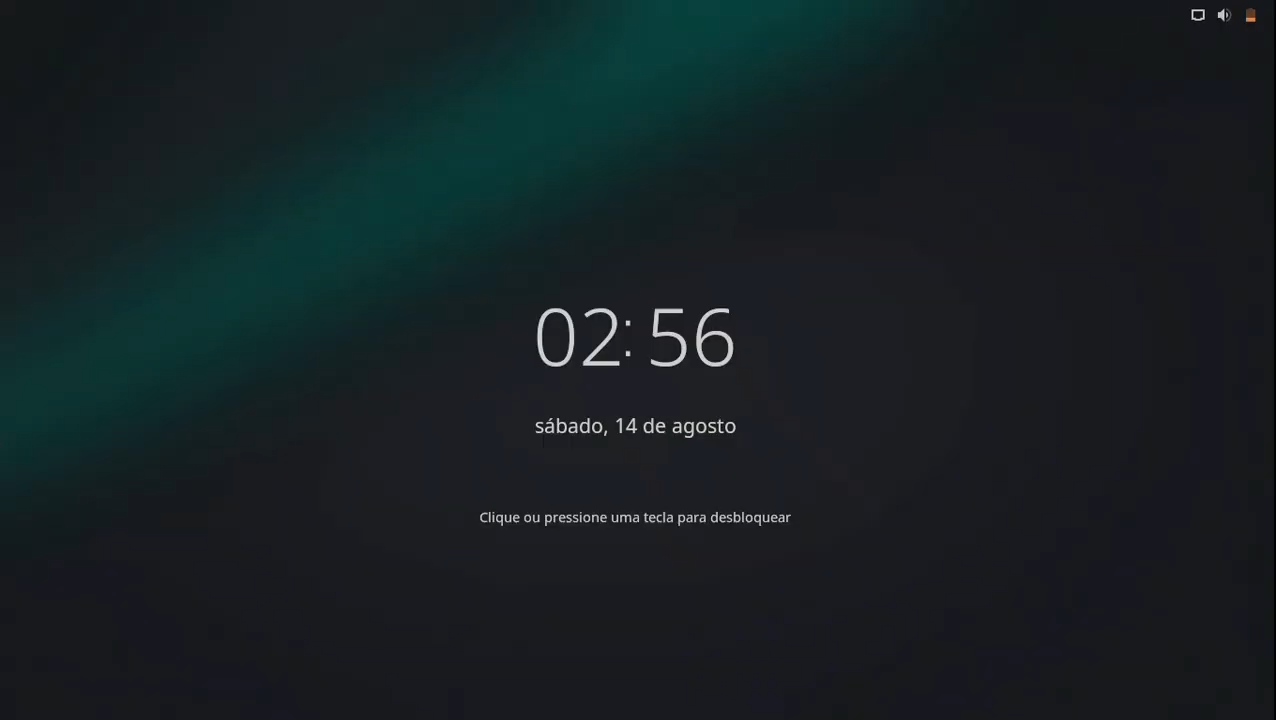 02:56
sábado, 14 de agosto
Clique ou pressione uma tecla para desbloquear